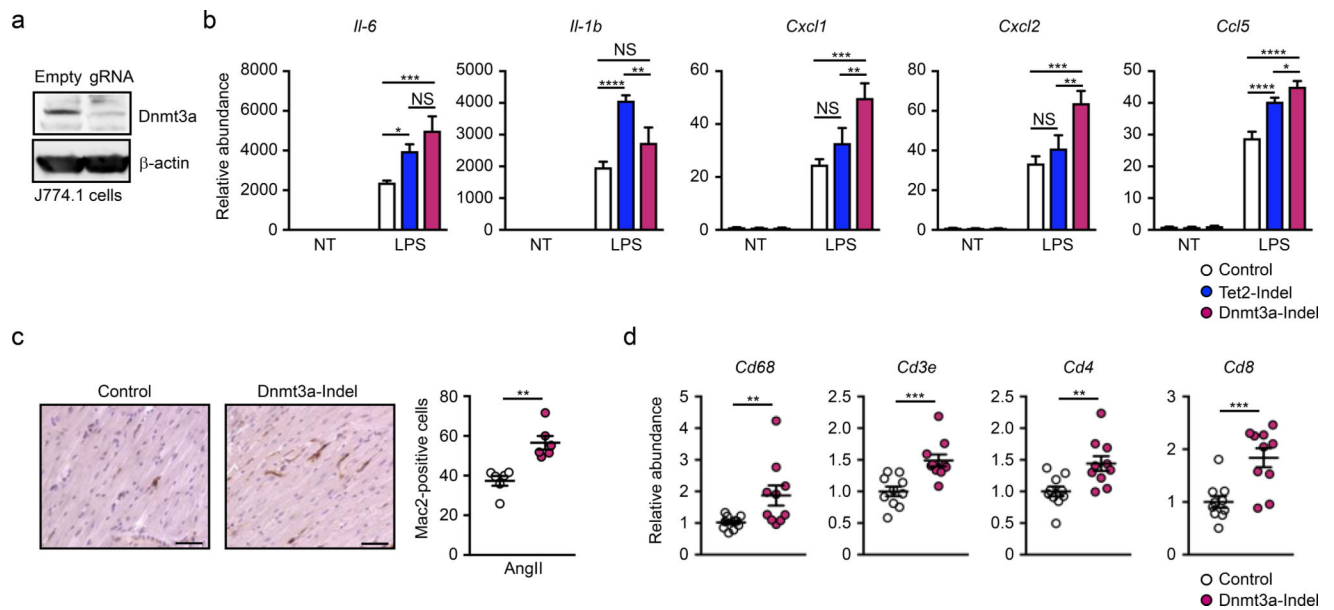 a
Empty gRNA
Dnmt3a
β-actin
J774.1 cells
b
Relative abundance
Il-6
8000
6000
4000
2000
0
***
NS
*
NT LPS
Il-1b
5000
4000
3000
2000
1000
0
NS
**
****
NT LPS
Cxcl1
60
40
20
0
***
**
NS
NT LPS
Cxcl2
80
60
40
20
0
***
**
NS
NT LPS
Ccl5
50
40
30
20
10
0
****
*
****
NT LPS
Control
Tet2-Indel
Dnmt3a-Indel
c
Control Dnmt3a-Indel
Mac2-positive cells
80
60
40
20
0
**
AngII
d
Relative abundance
Cd68
5
4
3
2
1
0
**
Cd3e
2.5
2.0
1.5
1.0
0.5
0
***
Cd4
2.5
2.0
1.5
1.0
0.5
0
**
Cd8
3
2
1
0
***
Control
Dnmt3a-Indel